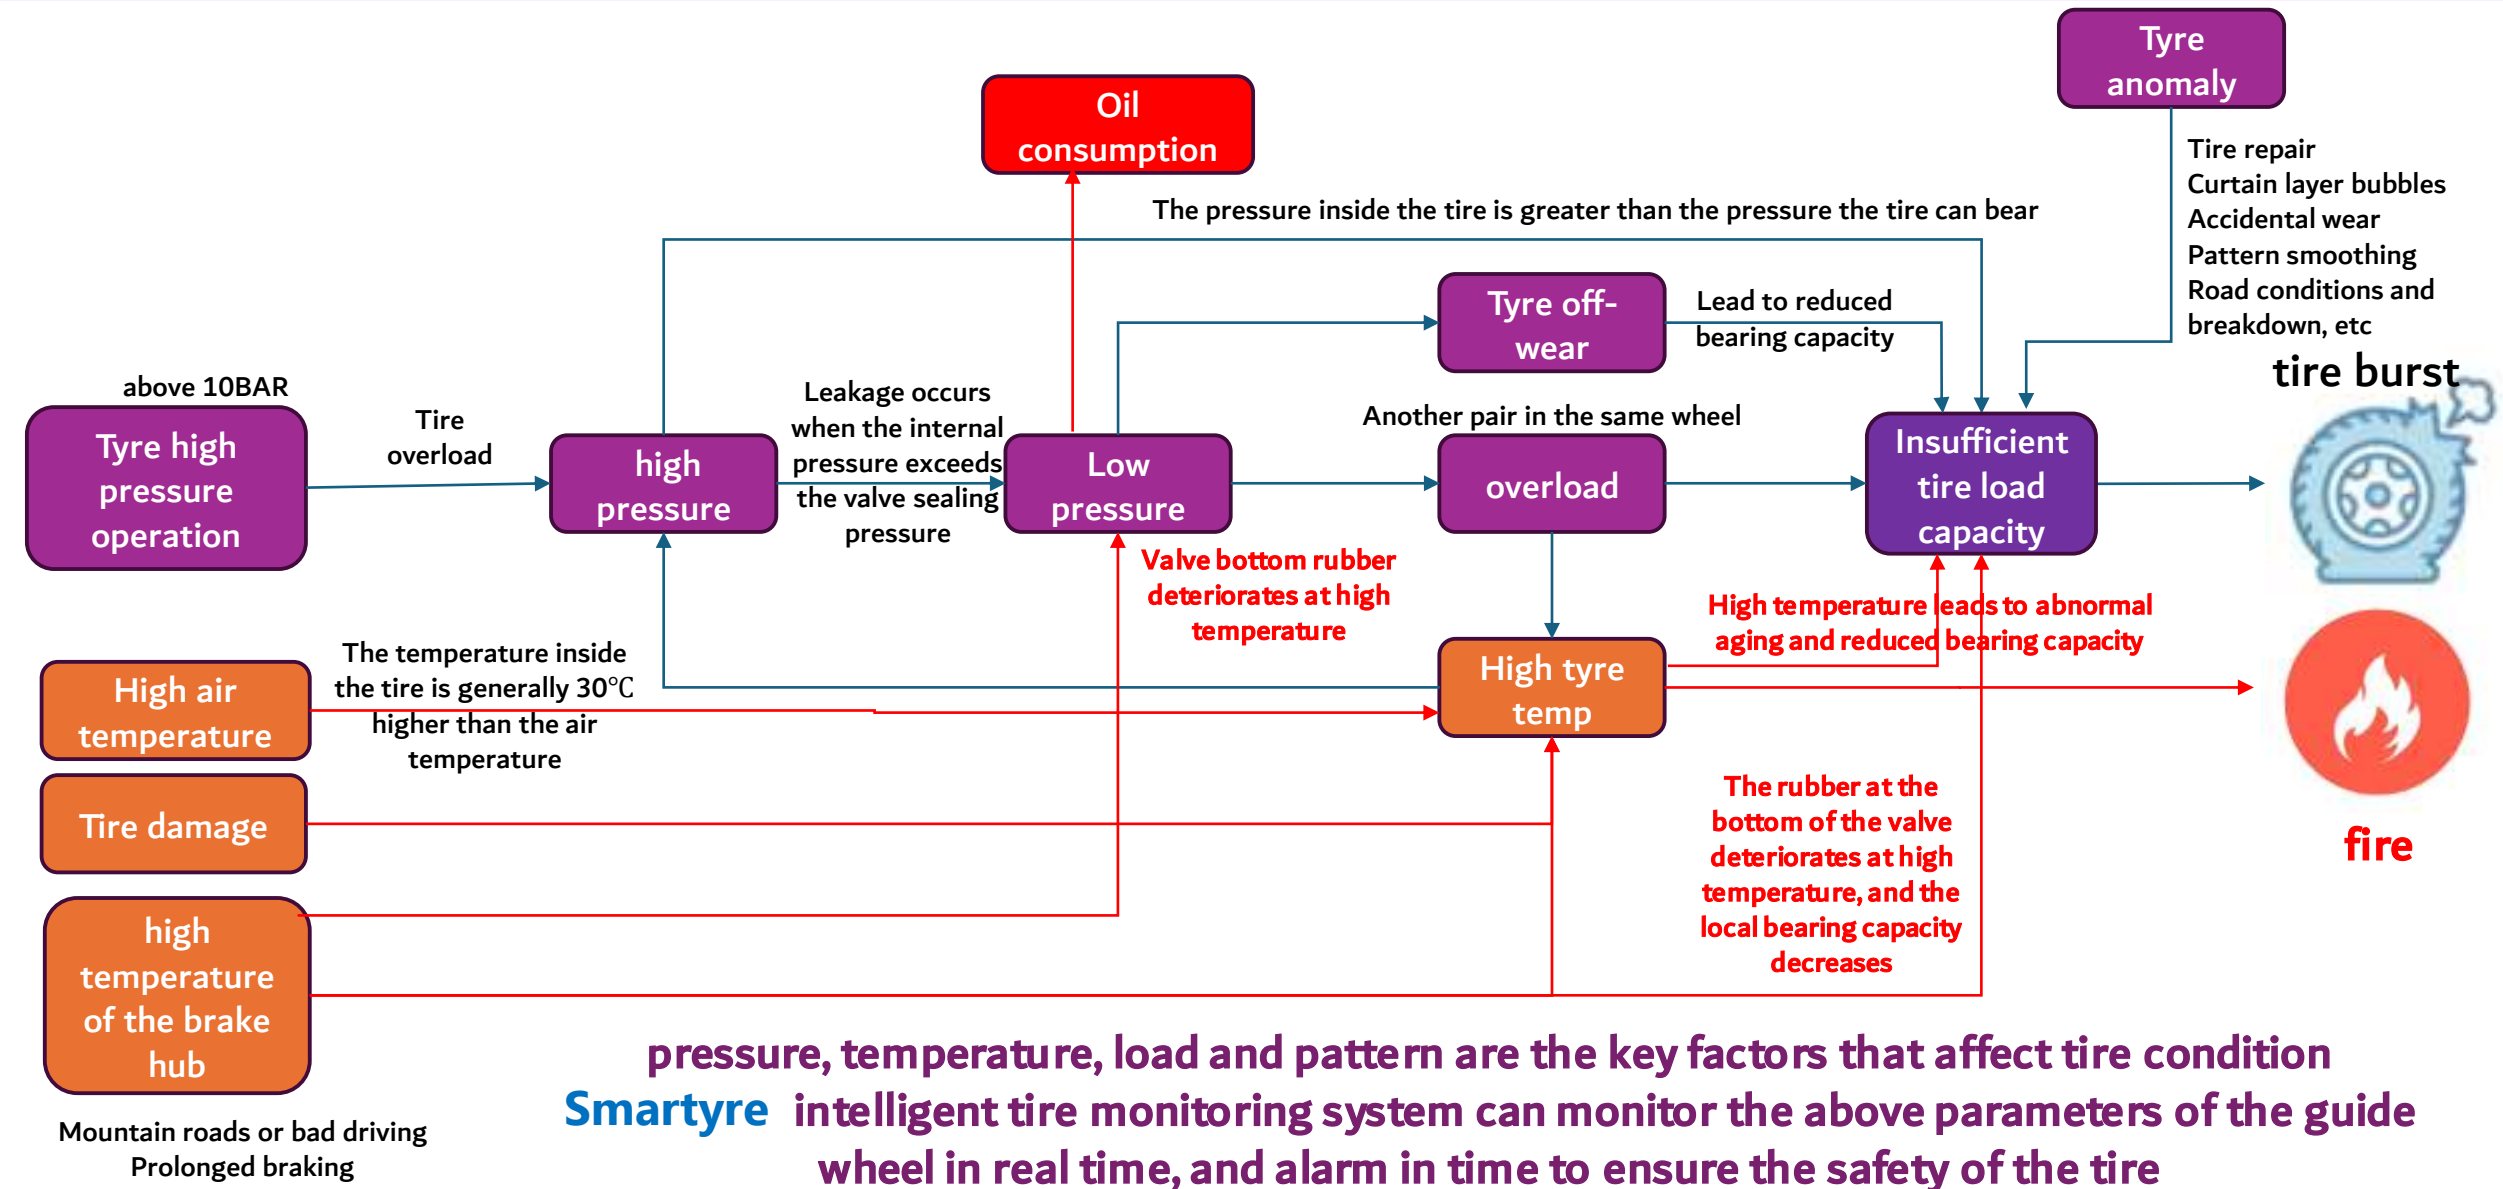 Tyre
anomaly
Oil
consumption
Tire repair
Curtain layer bubbles
Accidental wear
Pattern smoothing
Road conditions and
breakdown, etc
The pressure inside the tire is greater than the pressure the tire can bear
Tyre off-
wear
Lead to reduced
bearing capacity
tire burst
above 10BAR
Tyre high
pressure
operation
Tire
overload
high
pressure
Leakage occurs
when the internal
pressure exceeds
the valve sealing
pressure
Low
pressure
Another pair in the same wheel
overload
Insufficient
tire load
capacity
Valve bottom rubber
deteriorates at high
temperature
High temperature leads to abnormal
aging and reduced bearing capacity
High air
temperature
The temperature inside
the tire is generally 30℃
higher than the air
temperature
High tyre
temp
Tire damage
The rubber at the
bottom of the valve
deteriorates at high
temperature, and the
local bearing capacity
decreases
fire
high
temperature
of the brake
hub
Mountain roads or bad driving
Prolonged braking
pressure, temperature, load and pattern are the key factors that affect tire condition
Smartyre intelligent tire monitoring system can monitor the above parameters of the guide
wheel in real time, and alarm in time to ensure the safety of the tire